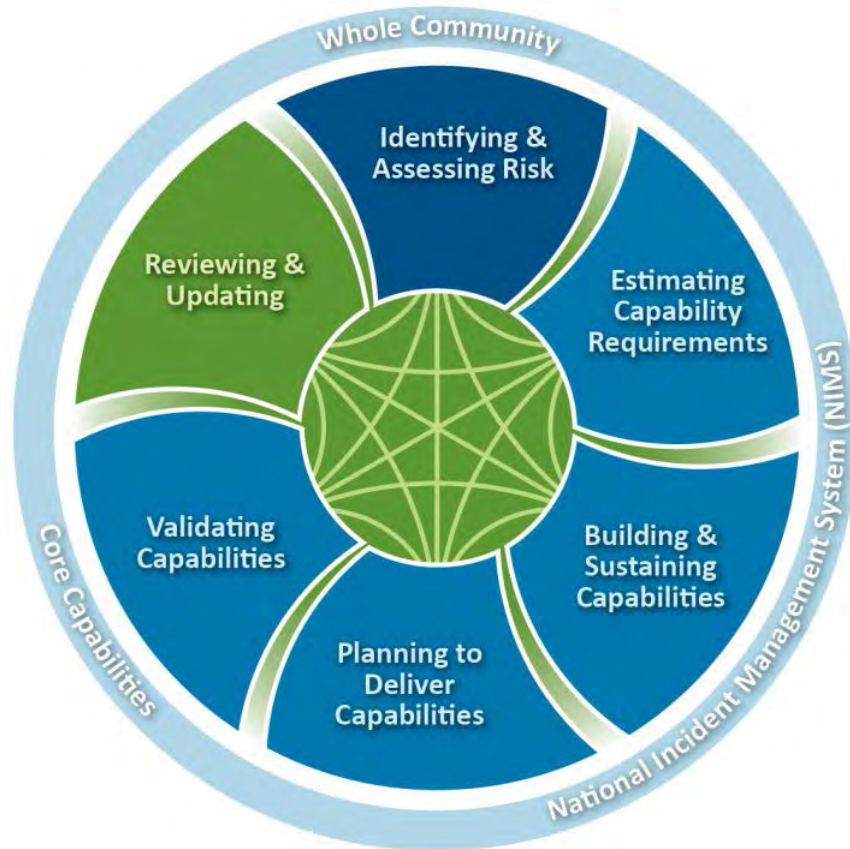 Whole Community
Identifying &
Assessing Risk
Estimating
Capability
Requirements
Building &
Sustaining
Capabilities
Planning to
Deliver
Capabilities
Validating
Capabilities
Reviewing &
Updating
National Incident Management System (NIMS)
Core Capabilities